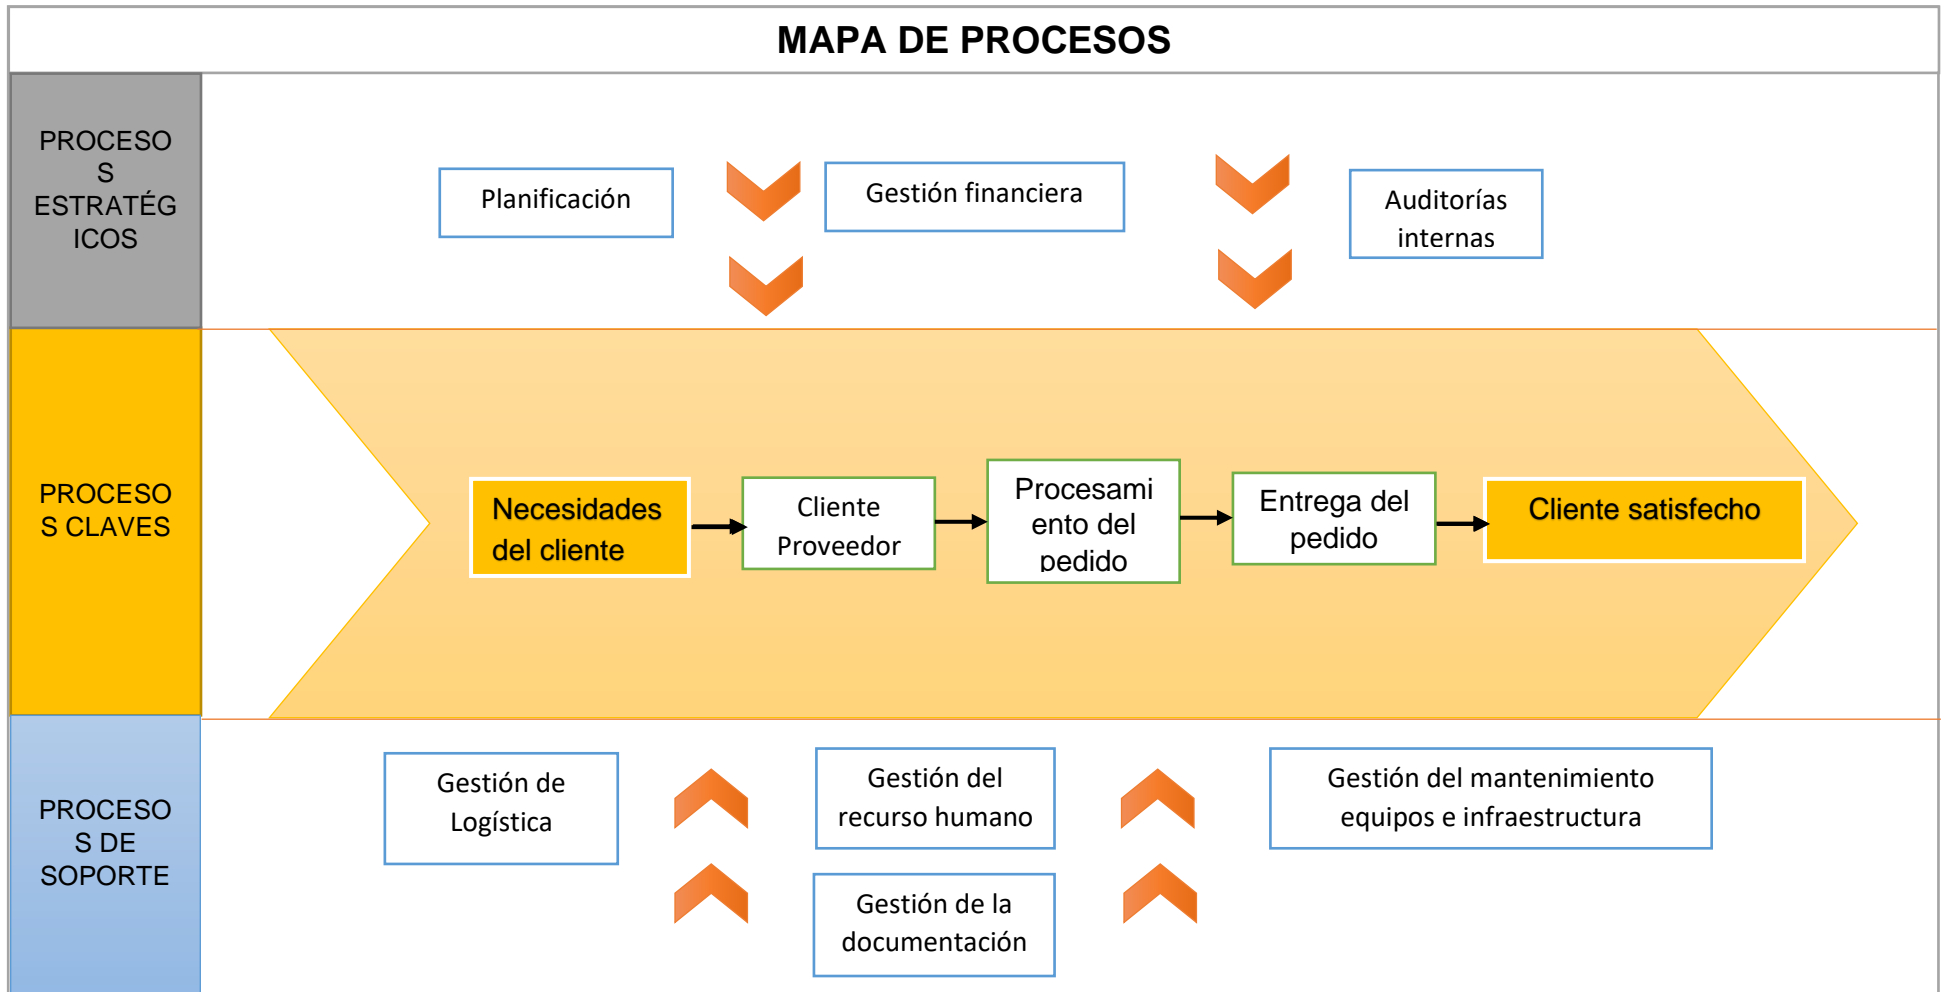 MAPA DE PROCESOS
PROCESO
S
ESTRATÉG
ICOS
Planificación
Gestión financiera
Auditorías
internas
PROCESO
S CLAVES
Necesidades
del cliente
Cliente
Proveedor
Procesami
ento del
pedido
Entrega del
pedido
Cliente satisfecho
PROCESO
S DE
SOPORTE
Gestión de
Logística
Gestión del
recurso humano
Gestión del mantenimiento
equipos e infraestructura
Gestión de la
documentación